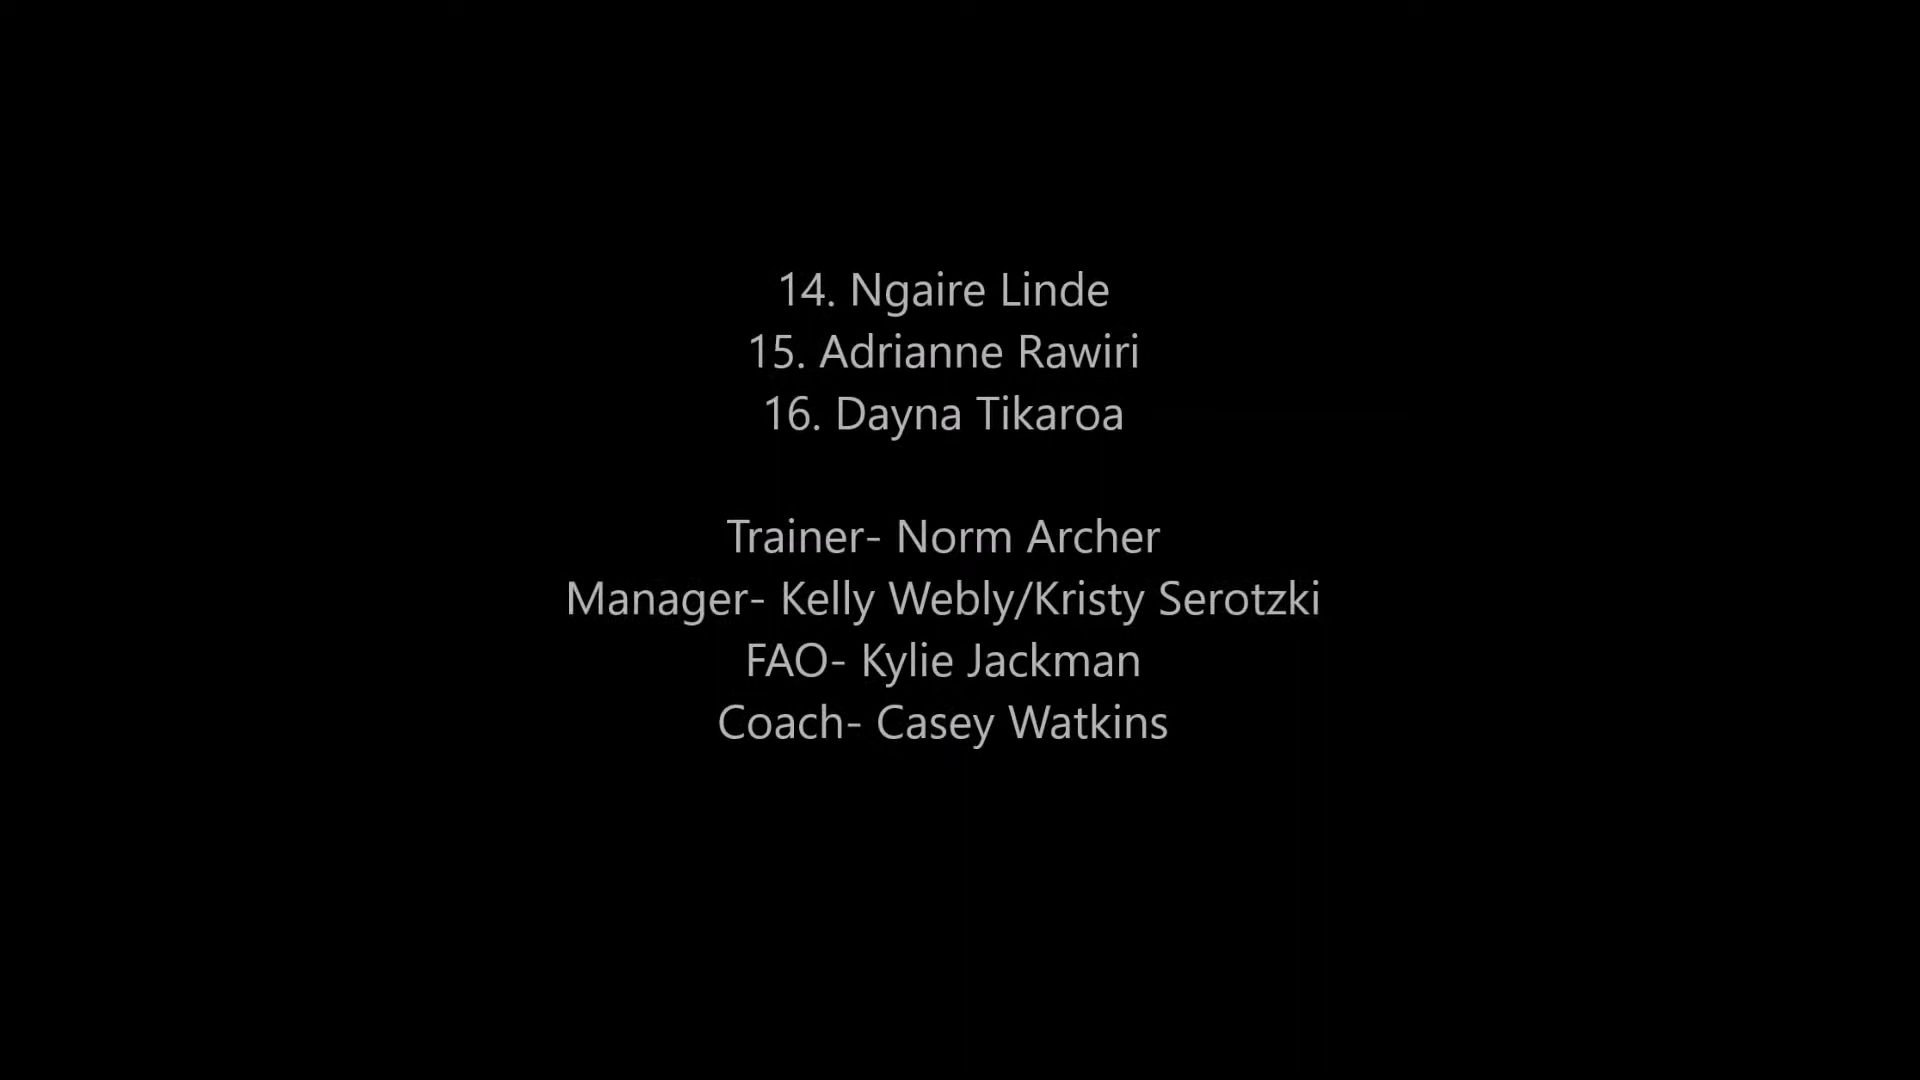 14. Ngaire Linde
15. Adrianne Rawiri
16. Dayna Tikaroa
Trainer- Norm Archer
Manager- Kelly Webly/Kristy Serotzki
FAO- Kylie Jackman
Coach- Casey Watkins